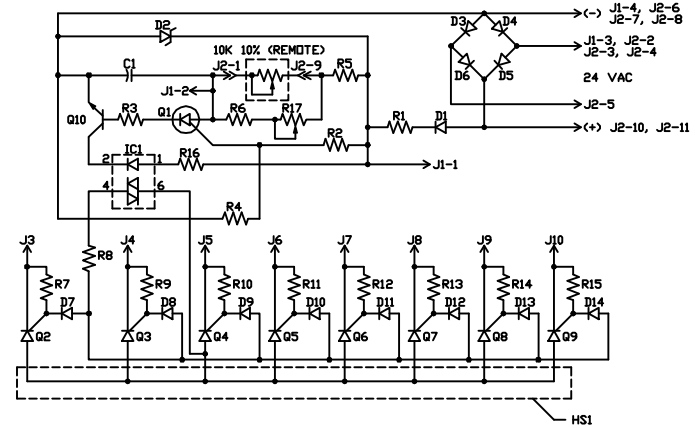 (-) J1-4, J2-6
J2-7, J2-8
D2
D3
D4
10K 10% (REMOTE)
J1-3, J2-2
J2-3, J2-4
C1
J2-1
J2-9
R5
D6
D5
24 VAC
J1-2
J2-5
Q10
R3
Q1
R6
R17
R1
D1
(+) J2-10, J2-11
R2
IC1
2
1
R16
J1-1
4
6
R4
J3
J4
J5
J6
J7
J8
J9
J10
R8
R7
R9
R10
R11
R12
R13
R14
R15
D7
D8
D9
D10
D11
D12
D13
D14
Q2
Q3
Q4
Q5
Q6
Q7
Q8
Q9
HS1